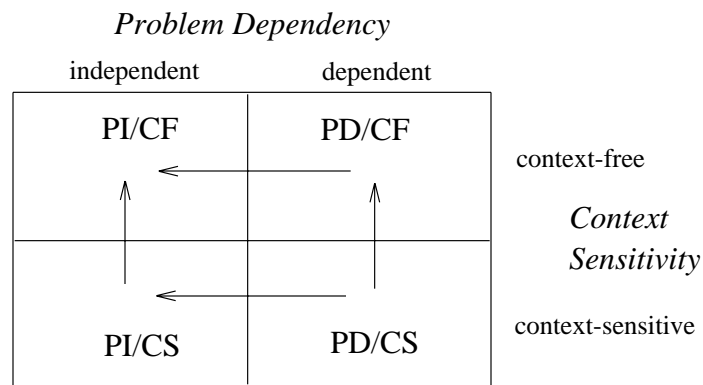 Problem Dependency
independent dependent
PI/CF PD/CF
context-free
Context
Sensitivity
context-sensitive
PI/CS PD/CS